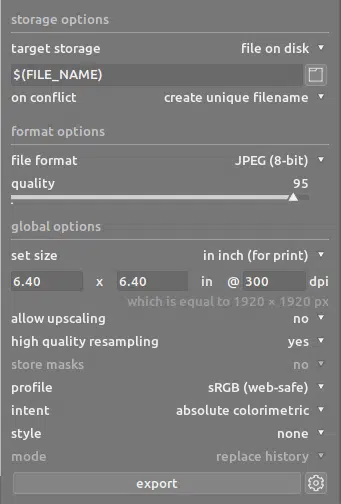 storage options
target storage file on disk
$(FILE_NAME)
on conflict create unique filename
format options
file format JPEG (8-bit)
quality 95
global options
set size in inch (for print)
6.40 x 6.40 in @ 300 dpi
which is equal to 1920 × 1920 px
allow upscaling no
high quality resampling yes
store masks no
profile sRGB (web-safe)
intent absolute colorimetric
style none
mode replace history
export